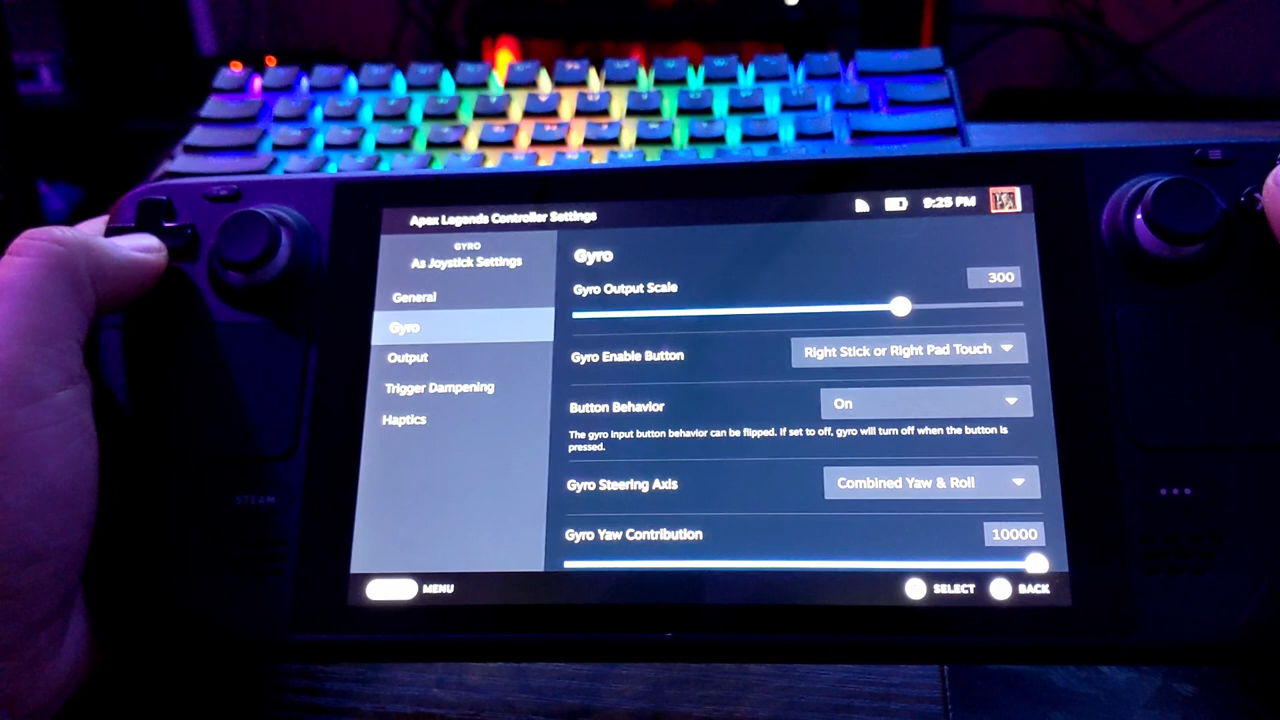 Apex Legends Controller Settings
9:25 PM
GYRO
As Joystick Settings
General
Gyro
Output
Trigger Dampening
Haptics
Gyro
Gyro Output Scale
300
Gyro Enable Button
Right Stick or Right Pad Touch
Button Behavior
On
The gyro input button behavior can be flipped. If set to off, gyro will turn off when the button is
pressed.
Gyro Steering Axis
Combined Yaw & Roll
Gyro Yaw Contribution
10000
MENU
SELECT
BACK
STEAM